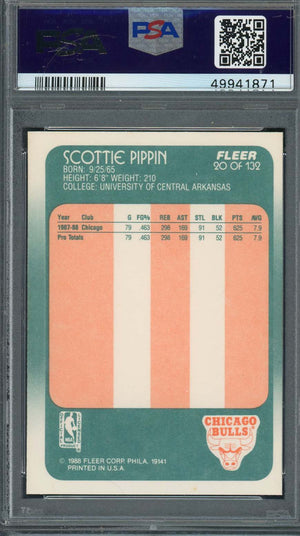 PSA
PSA
49941871
SCOTTIE PIPPIN
FLEER
20 OF 132
BORN: 9/25/65
HEIGHT: 6'8" WEIGHT: 210
COLLEGE: UNIVERSITY OF CENTRAL ARKANSAS
Year Club G FG% REB AST STL BLK PTS AVG
1987-88 Chicago 79 .463 298 169 91 52 625 7.9
Pro Totals 79 .463 298 169 91 52 625 7.9
NBA
CHICAGO
BULLS
© 1988 FLEER CORP. PHILA. 19141
PRINTED IN U.S.A.